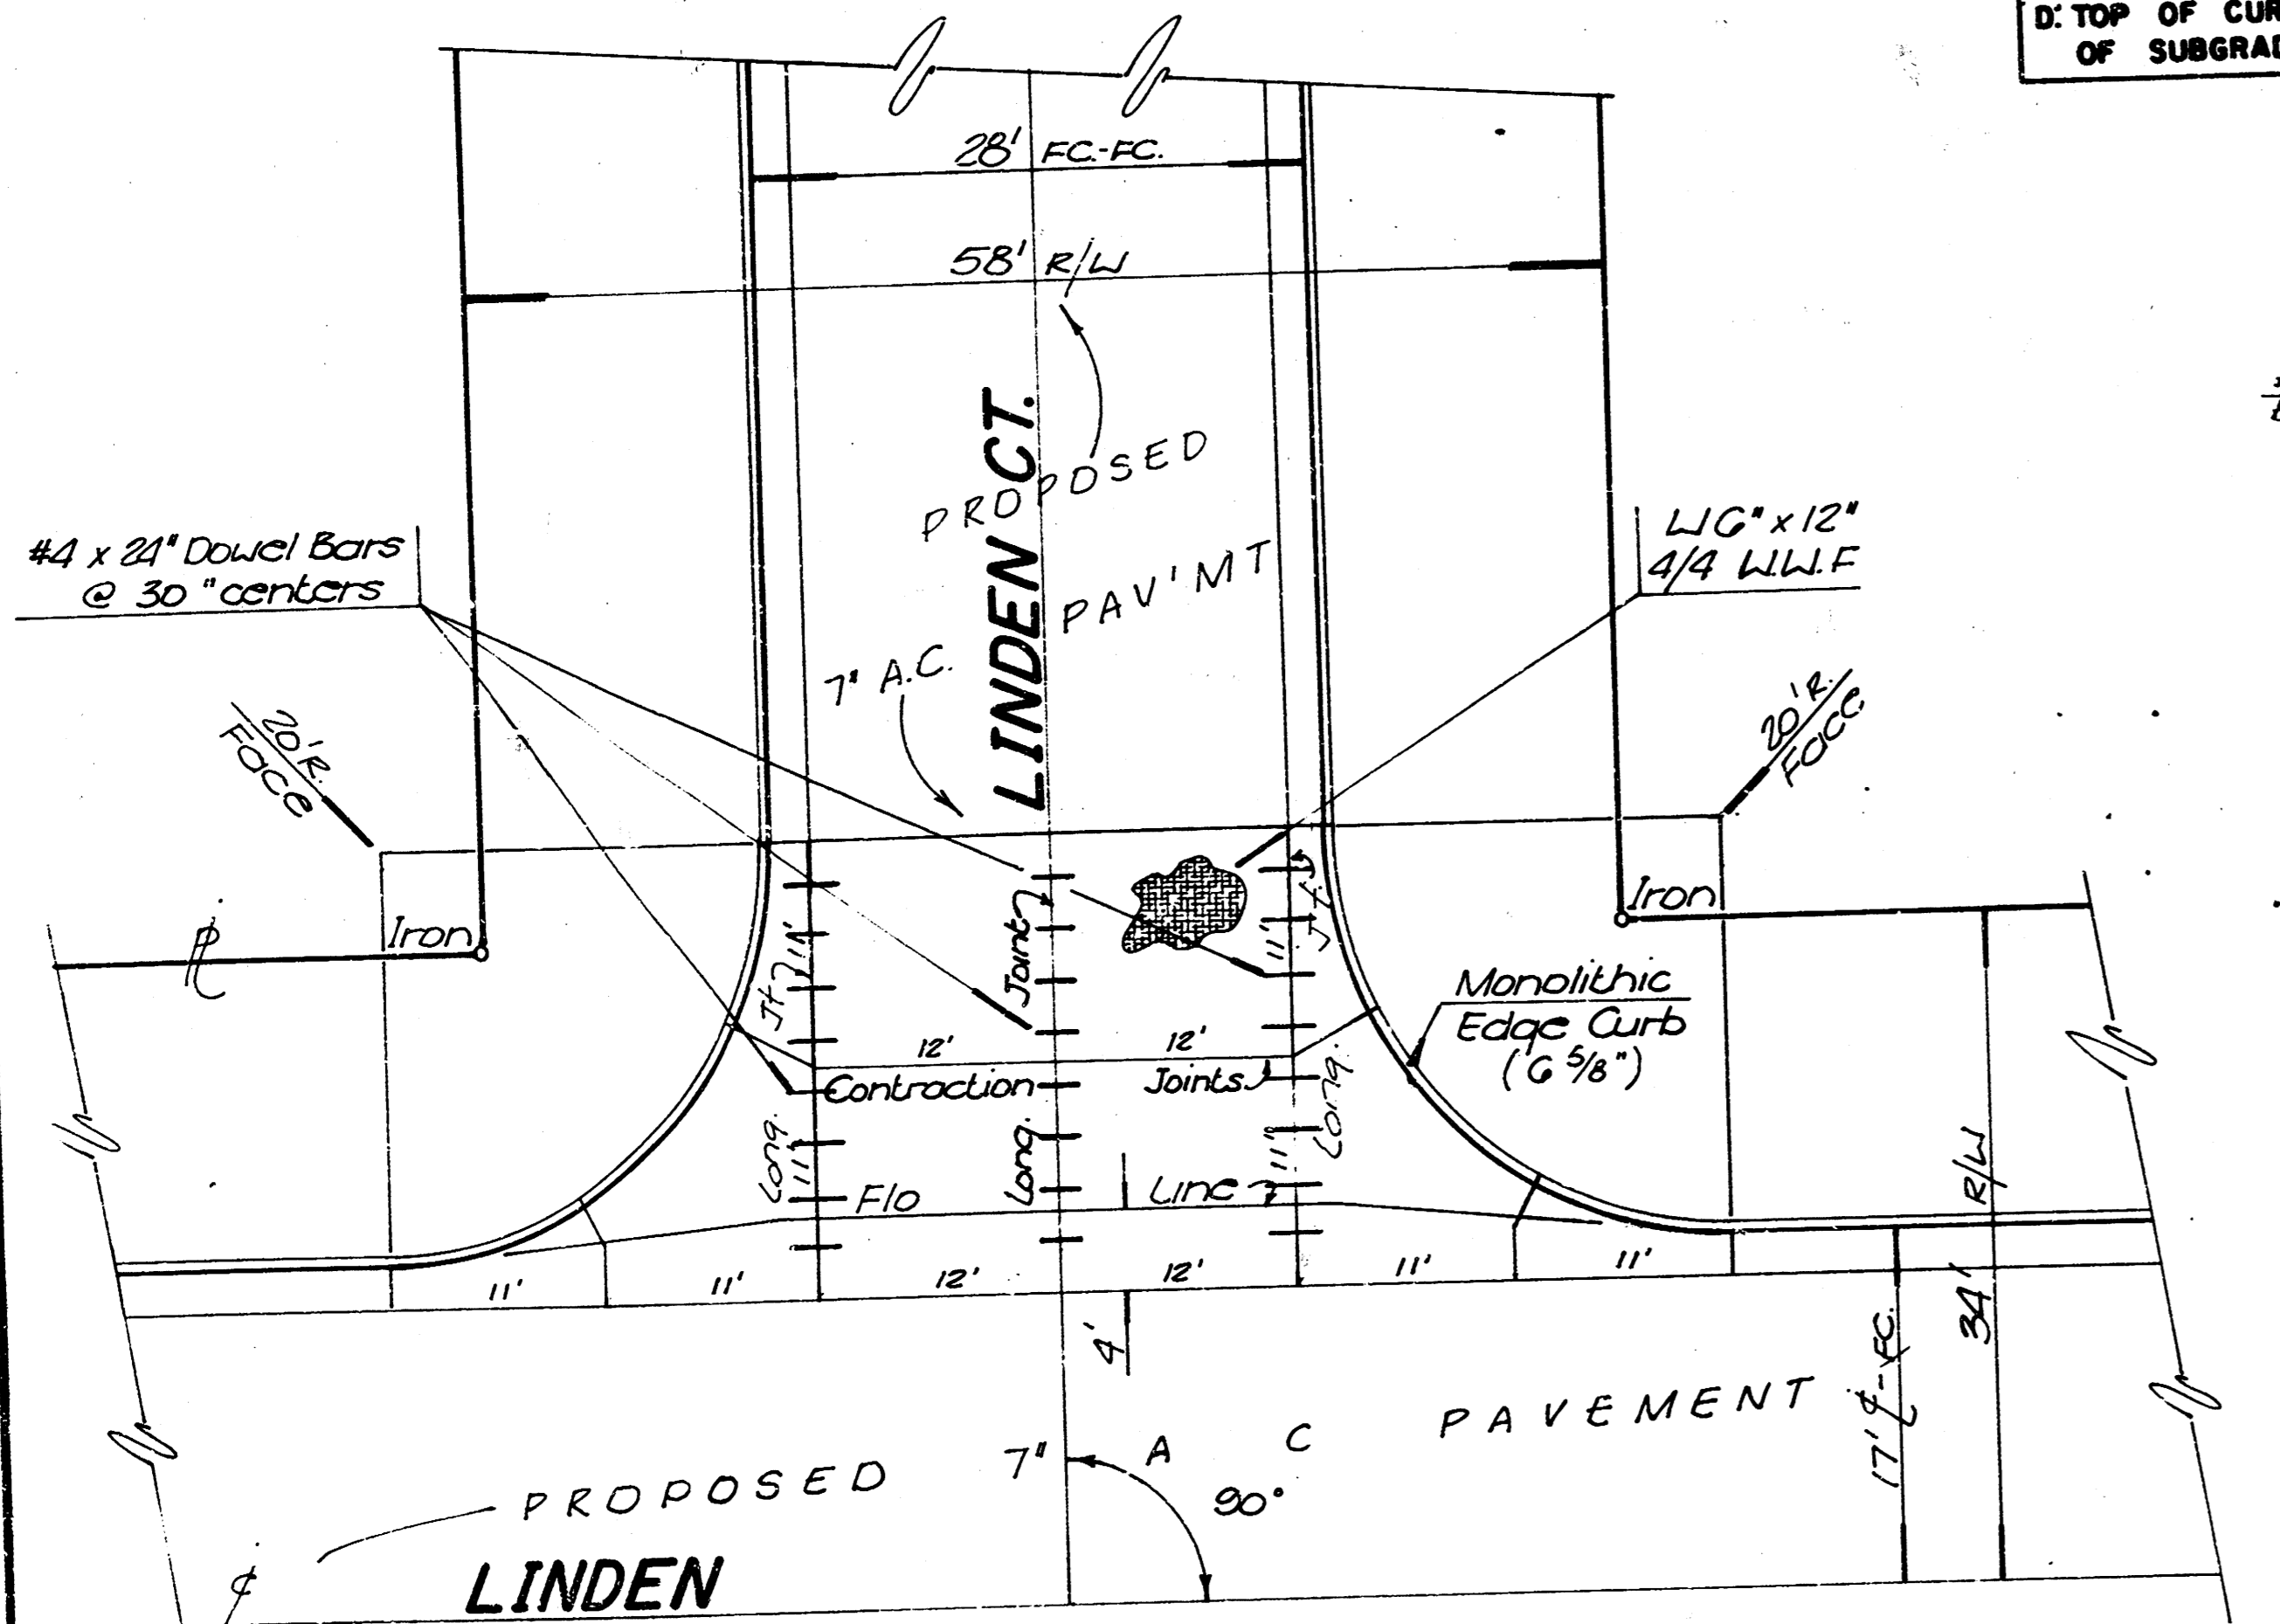 D: TOP OF CUR
OF SUBGRAD
28' FC.-FC.
58' R/W
LINDEN CT.
PROPOSED
PAV'MT
7" A.C.
#4 x 24" Dowel Bars
@ 30" centers
W 6" x 12"
4/4 W.W.F
20' R.
Face
20' R.
Face
Iron
Iron
PL
Joint
Jt.
11'
11'
Jt.
Monolithic
Edge Curb
(6 5/8")
12'
12'
Contraction
Joints
Long.
11'
Long.
11'
Long.
Flo
Line
R/W
11'
11'
12'
12'
11'
11'
4'
34'
17' ℄-FC.
PROPOSED
7" A C
PAVEMENT
90°
℄
LINDEN